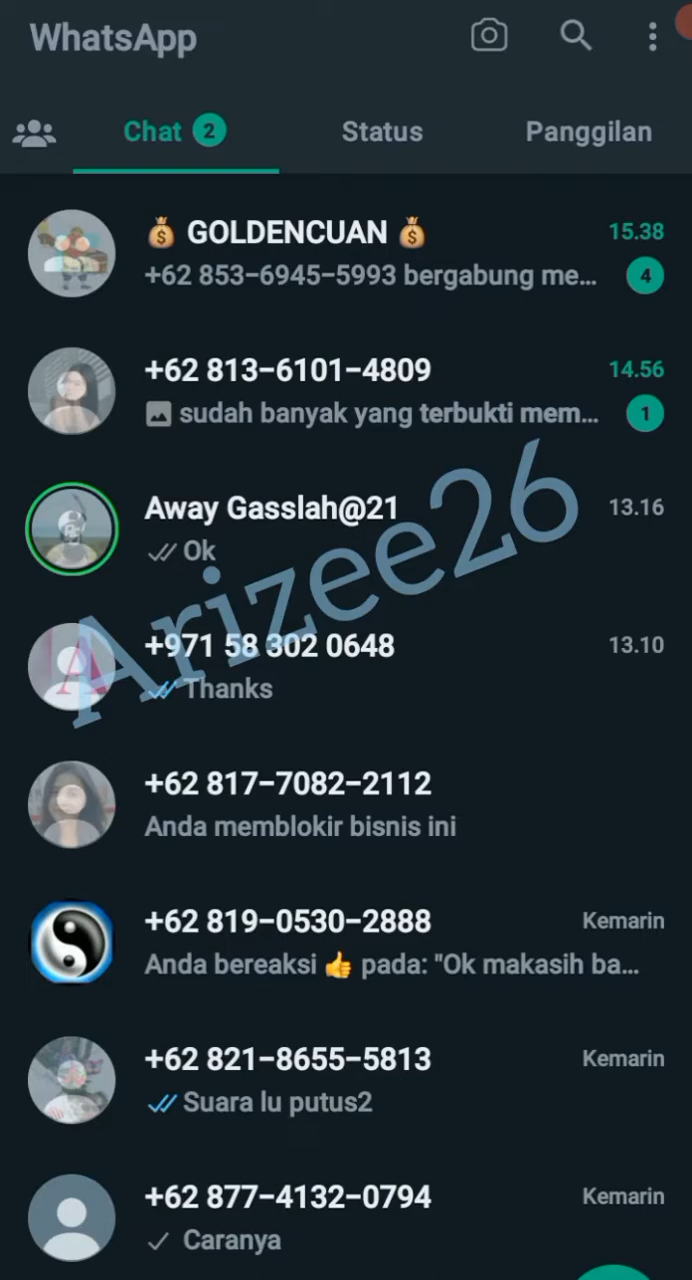 WhatsApp
Chat 2
Status
Panggilan
💰 GOLDENCUAN 💰
15.38
+62 853-6945-5993 bergabung me...
4
+62 813-6101-4809
14.56
sudah banyak yang terbukti mem...
1
Away Gasslah@21
13.16
Ok
Arizee26
+971 58 302 0648
13.10
Thanks
+62 817-7082-2112
Anda memblokir bisnis ini
+62 819-0530-2888
Kemarin
Anda bereaksi 👍 pada: "Ok makasih ba...
+62 821-8655-5813
Kemarin
Suara lu putus2
+62 877-4132-0794
Kemarin
Caranya